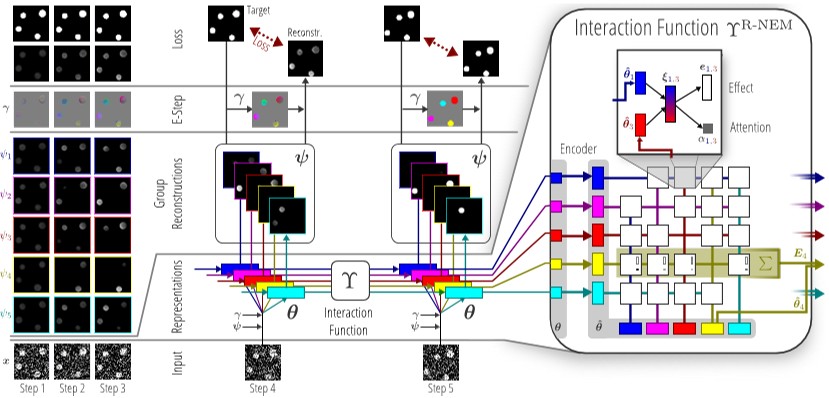 Loss
Target
Loss
Reconstr.
γ
E-Step
γ
γ
ψ₁
ψ₂
ψ₃
ψ₄
ψ₅
Group
Reconstructions
ψ
ψ
Representations
Υ
Interaction
Function
θ
θ
γ
ψ
γ
ψ
x
Input
Step 1
Step 2
Step 3
Step 4
Step 5
Interaction Function Υ^R-NEM
θ̂₁
ξ₁,₃
e₁,₃
Effect
θ̂₃
α₁,₃
Attention
Encoder
Σ
E₄
θ̂₄
θ
θ̂